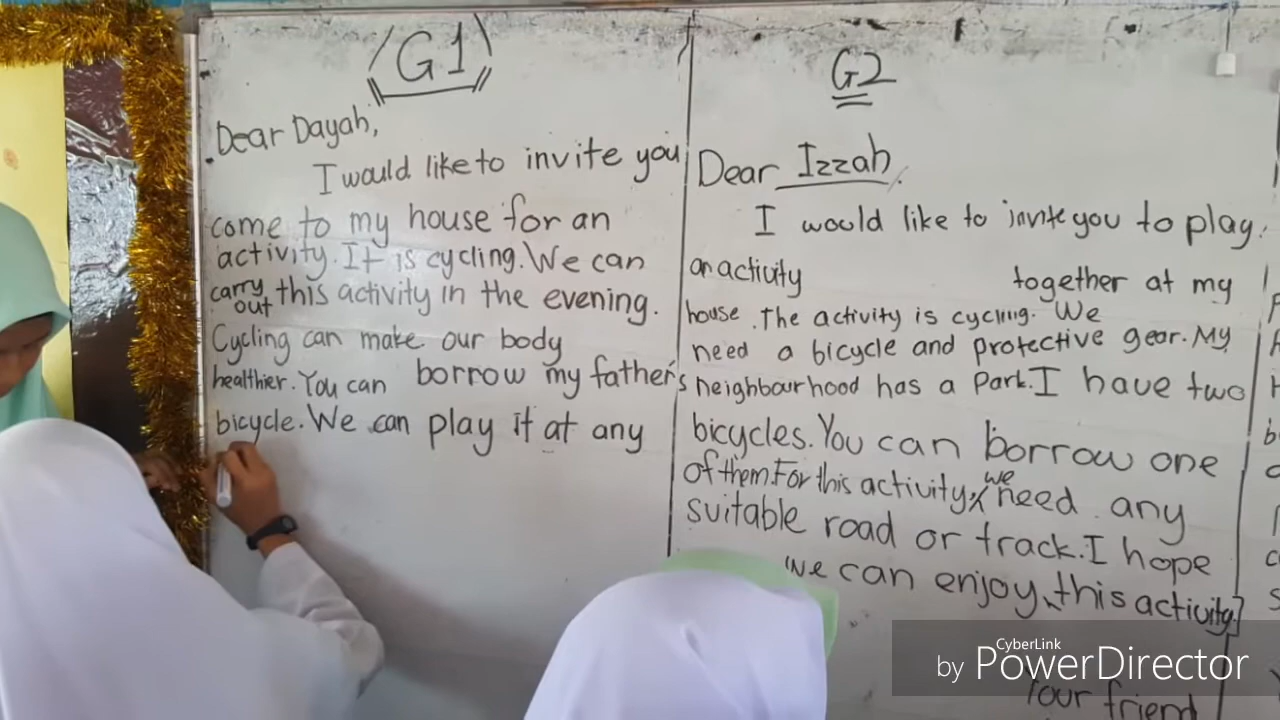 G1
Dear Dayah,
I would like to invite you
come to my house for an
activity. It is cycling. We can
carry out this activity in the evening.
Cycling can make our body
healthier. You can borrow my father's
bicycle. We can play it at any
G2
Dear Izzah,
I would like to invite you to play
an activity together at my
house. The activity is cycling. We
need a bicycle and protective gear. My
neighbourhood has a Park. I have two
bicycles. You can borrow one
of them. For this activity, we need any
suitable road or track. I hope
we can enjoy this activity.
Your friend
CyberLink
by PowerDirector